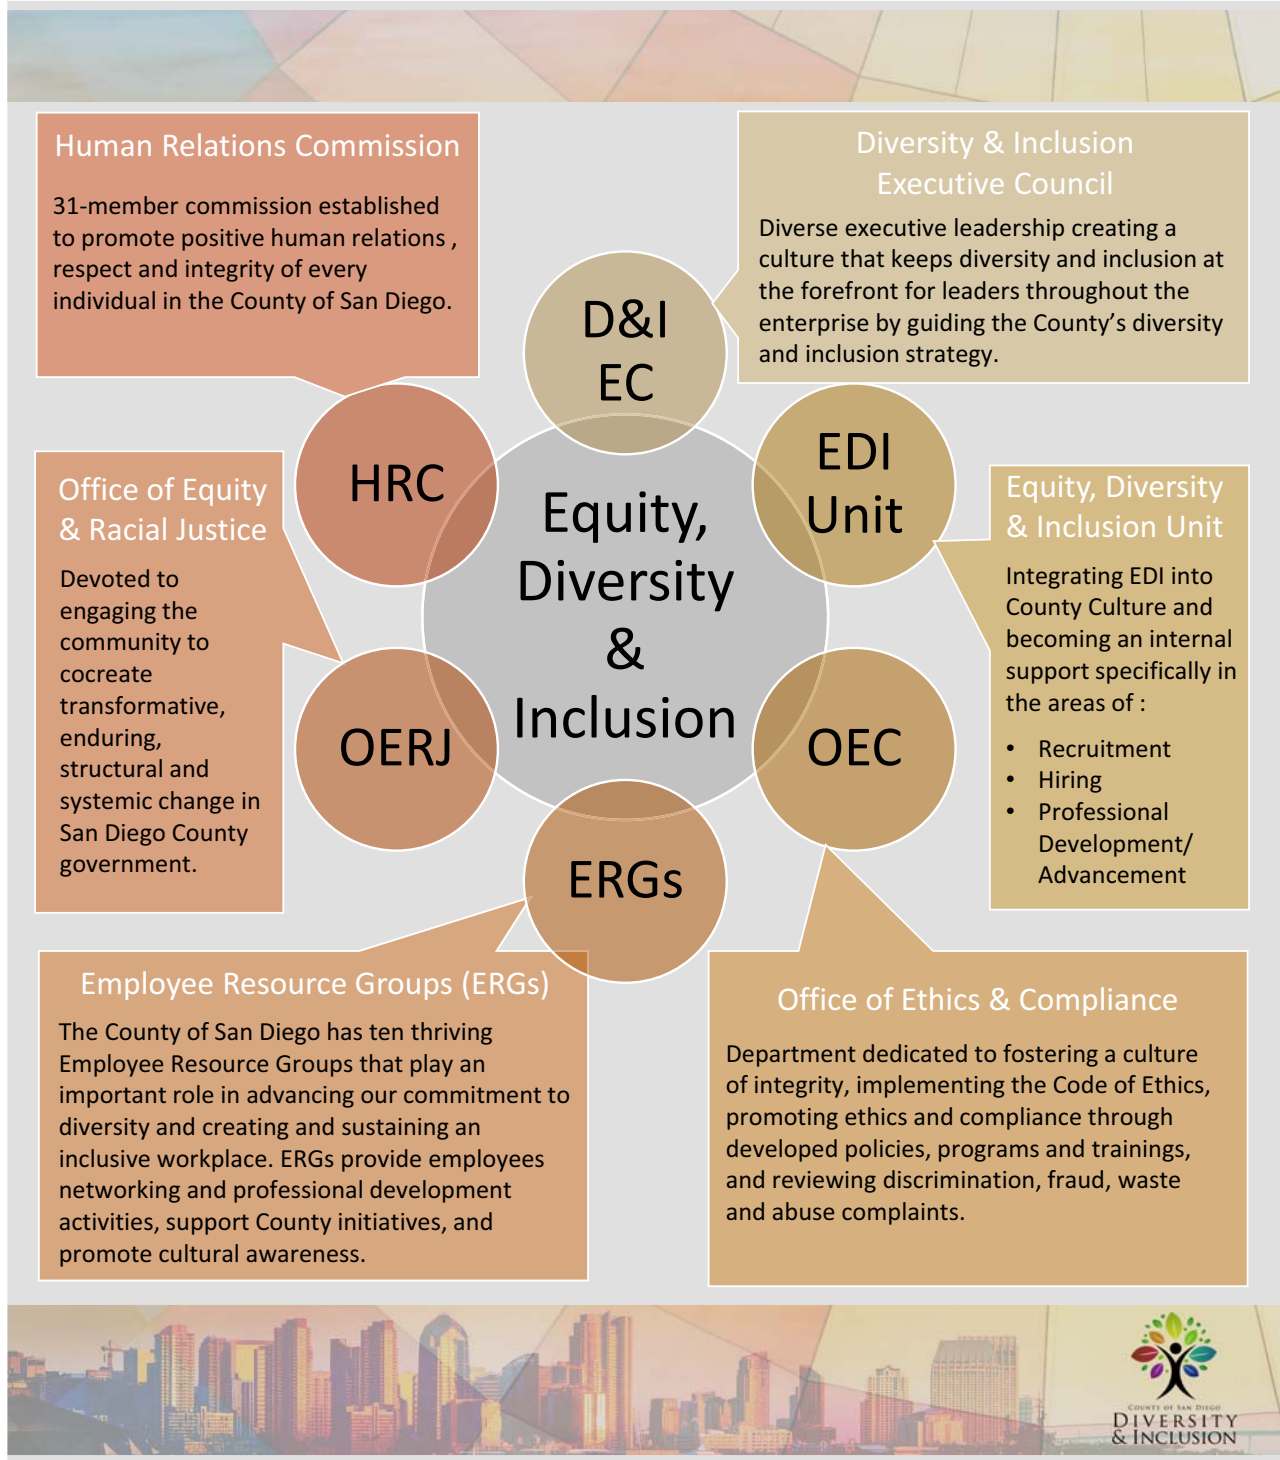 Human Relations Commission
31-member commission established
to promote positive human relations ,
respect and integrity of every
individual in the County of San Diego.
Diversity & Inclusion
Executive Council
Diverse executive leadership creating a
culture that keeps diversity and inclusion at
the forefront for leaders throughout the
enterprise by guiding the County's diversity
and inclusion strategy.
D&I
EC
HRC
EDI
Unit
Equity,
Diversity
&
Inclusion
OERJ
OEC
ERGs
Office of Equity
& Racial Justice
Devoted to
engaging the
community to
cocreate
transformative,
enduring,
structural and
systemic change in
San Diego County
government.
Equity, Diversity
& Inclusion Unit
Integrating EDI into
County Culture and
becoming an internal
support specifically in
the areas of :
• Recruitment
• Hiring
• Professional
Development/
Advancement
Employee Resource Groups (ERGs)
The County of San Diego has ten thriving
Employee Resource Groups that play an
important role in advancing our commitment to
diversity and creating and sustaining an
inclusive workplace. ERGs provide employees
networking and professional development
activities, support County initiatives, and
promote cultural awareness.
Office of Ethics & Compliance
Department dedicated to fostering a culture
of integrity, implementing the Code of Ethics,
promoting ethics and compliance through
developed policies, programs and trainings,
and reviewing discrimination, fraud, waste
and abuse complaints.
COUNTY OF SAN DIEGO
DIVERSITY
& INCLUSION